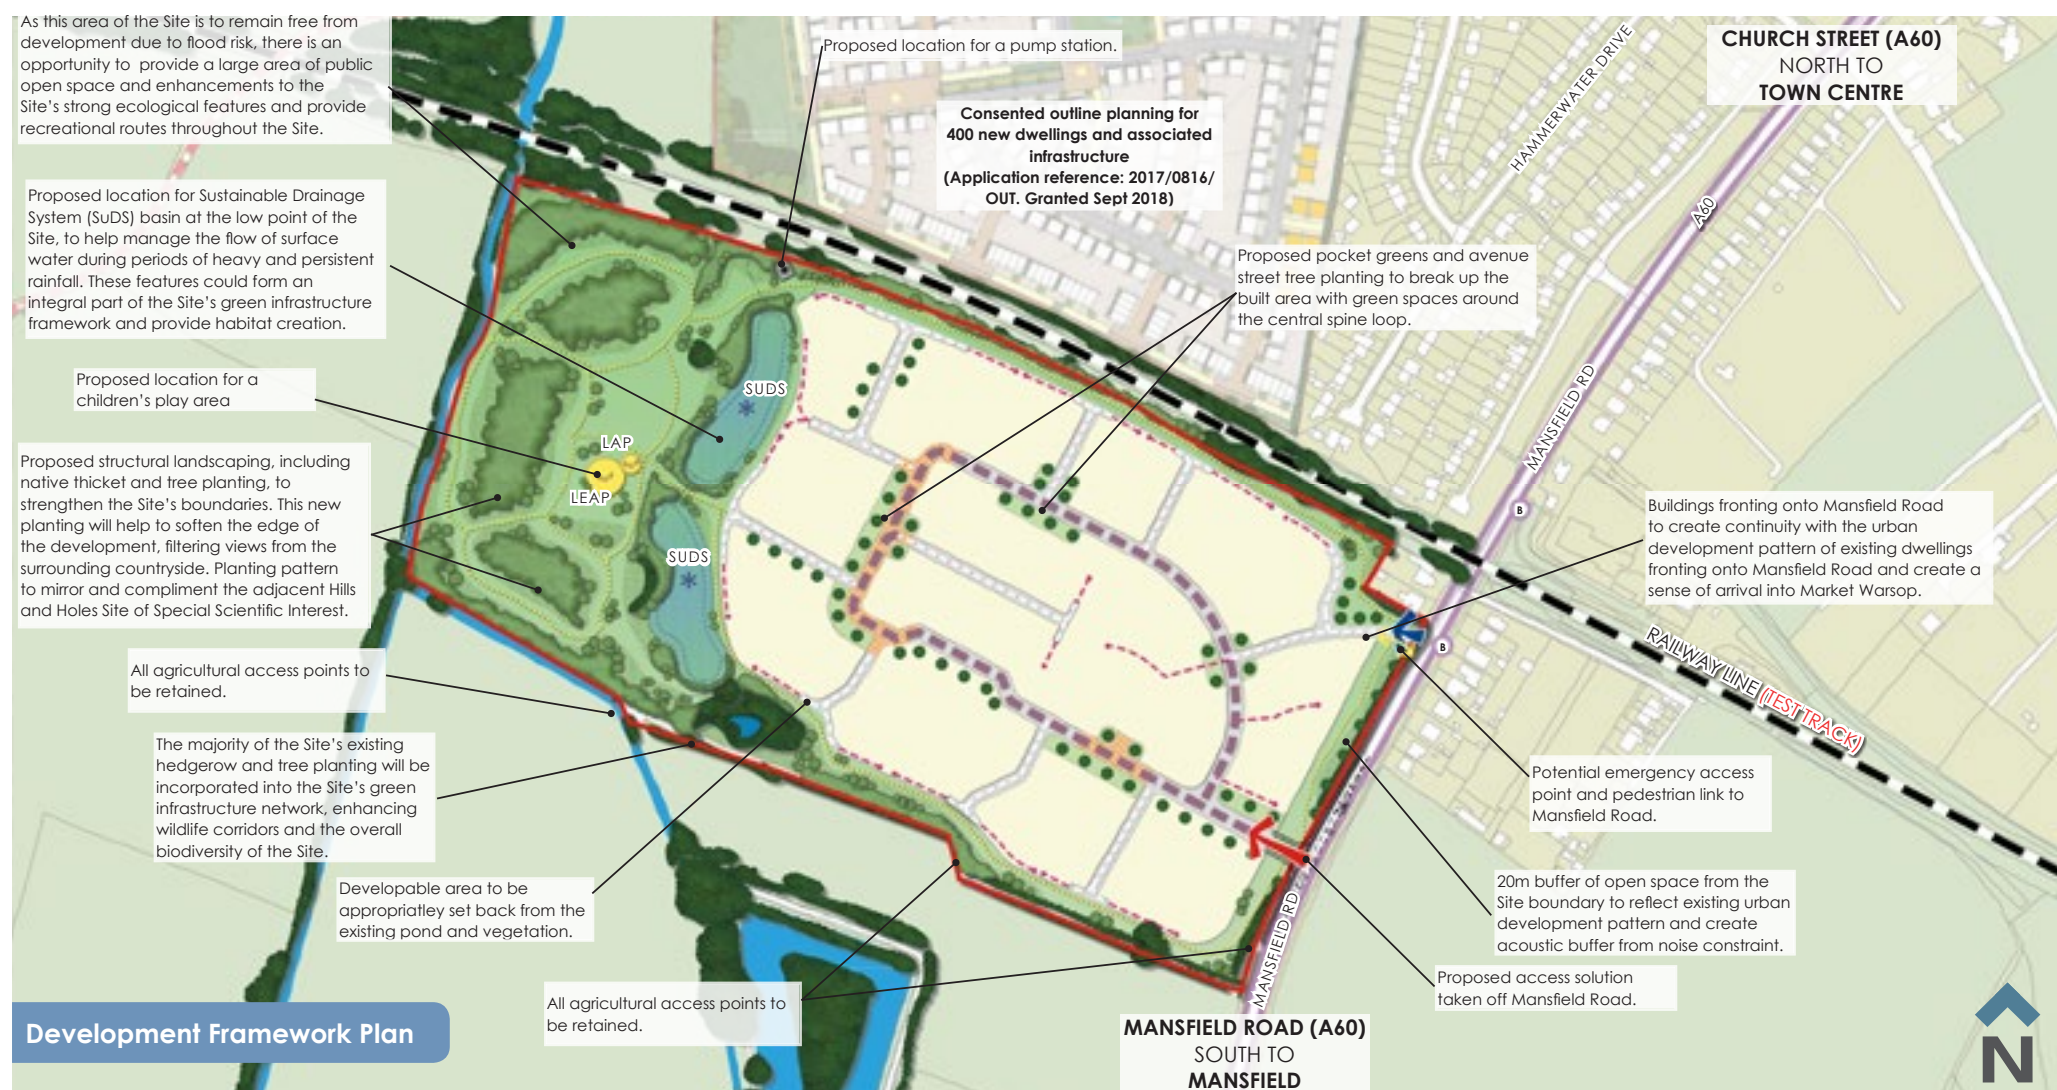 As this area of the Site is to remain free from
development due to flood risk, there is an
opportunity to provide a large area of public
open space and enhancements to the
Site's strong ecological features and provide
recreational routes throughout the Site.
Proposed location for a pump station.
Consented outline planning for
400 new dwellings and associated
infrastructure
(Application reference: 2017/0816/
OUT. Granted Sept 2018)
HAMMERWATER DRIVE
CHURCH STREET (A60)
NORTH TO
TOWN CENTRE
A60
Proposed location for Sustainable Drainage
System (SuDS) basin at the low point of the
Site, to help manage the flow of surface
water during periods of heavy and persistent
rainfall. These features could form an
integral part of the Site's green infrastructure
framework and provide habitat creation.
Proposed pocket greens and avenue
street tree planting to break up the
built area with green spaces around
the central spine loop.
Proposed location for a
children's play area
SUDS
MANSFIELD RD
LAP
LEAP
Proposed structural landscaping, including
native thicket and tree planting, to
strengthen the Site's boundaries. This new
planting will help to soften the edge of
the development, filtering views from the
surrounding countryside. Planting pattern
to mirror and compliment the adjacent Hills
and Holes Site of Special Scientific Interest.
SUDS
B
Buildings fronting onto Mansfield Road
to create continuity with the urban
development pattern of existing dwellings
fronting onto Mansfield Road and create a
sense of arrival into Market Warsop.
B
RAILWAY LINE (TEST TRACK)
All agricultural access points to
be retained.
The majority of the Site's existing
hedgerow and tree planting will be
incorporated into the Site's green
infrastructure network, enhancing
wildlife corridors and the overall
biodiversity of the Site.
Potential emergency access
point and pedestrian link to
Mansfield Road.
Developable area to be
appropriatley set back from the
existing pond and vegetation.
20m buffer of open space from the
Site boundary to reflect existing urban
development pattern and create
acoustic buffer from noise constraint.
MANSFIELD RD
Proposed access solution
taken off Mansfield Road.
All agricultural access points to
be retained.
Development Framework Plan
MANSFIELD ROAD (A60)
SOUTH TO
MANSFIELD
N